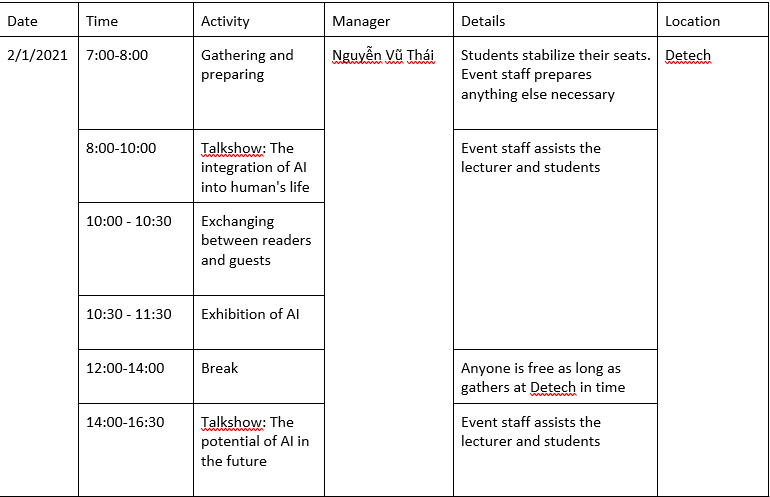 Date Time Activity Manager Details Location
2/1/2021 7:00-8:00 Gathering and Nguyễn Vũ Thái Students stabilize their seats. Detech
preparing Event staff prepares
anything else necessary
8:00-10:00 Talkshow: The Event staff assists the
integration of AI lecturer and students
into human's life
10:00 - 10:30 Exchanging
between readers
and guests
10:30 - 11:30 Exhibition of AI
12:00-14:00 Break Anyone is free as long as
gathers at Detech in time
14:00-16:30 Talkshow: The Event staff assists the
potential of AI in lecturer and students
the future